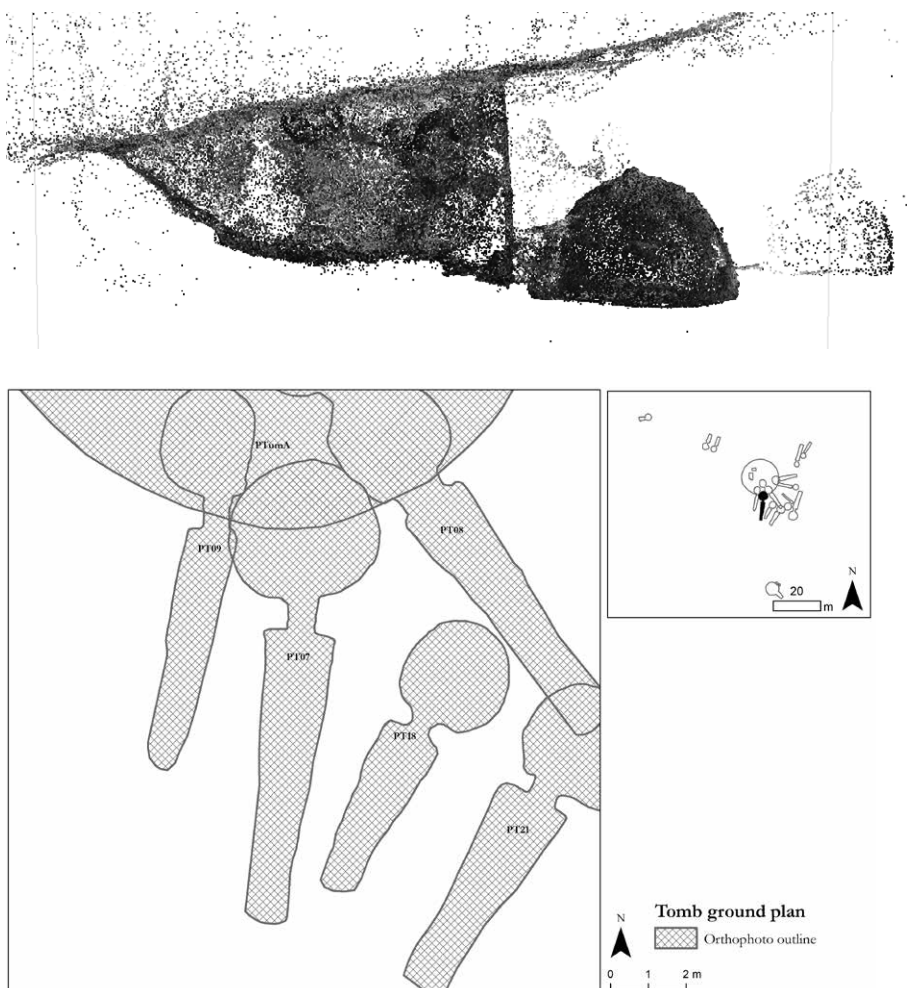 PTumA
PT09
PT08
PT07
PT18
PT21
N
20
m
Tomb ground plan
N
Orthophoto outline
0 1 2 m